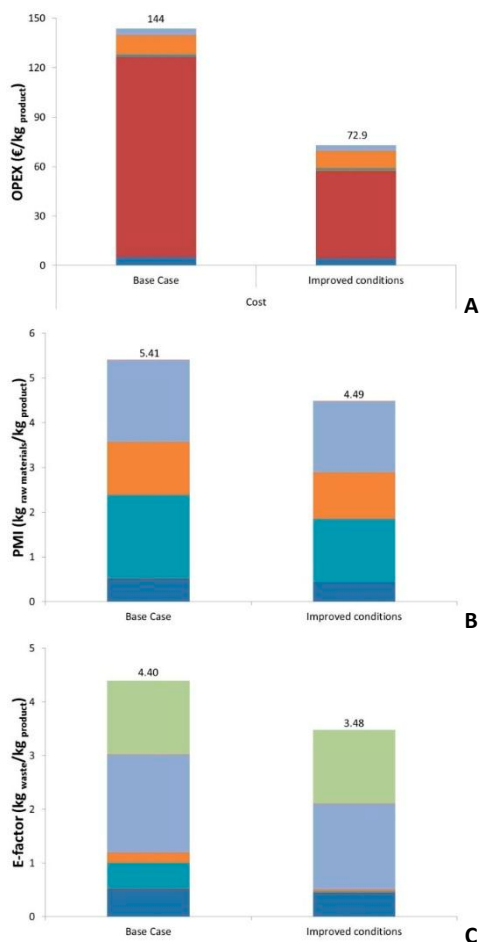 150
120
90
60
30
0
OPEX (€/kg product)
144
72.9
Base Case
Improved conditions
Cost
A
6
5
4
3
2
1
0
PMI (kg raw materials/kg product)
5.41
4.49
Base Case
Improved conditions
B
5
4
3
2
1
0
E-factor (kg waste/kg product)
4.40
3.48
Base Case
Improved conditions
C